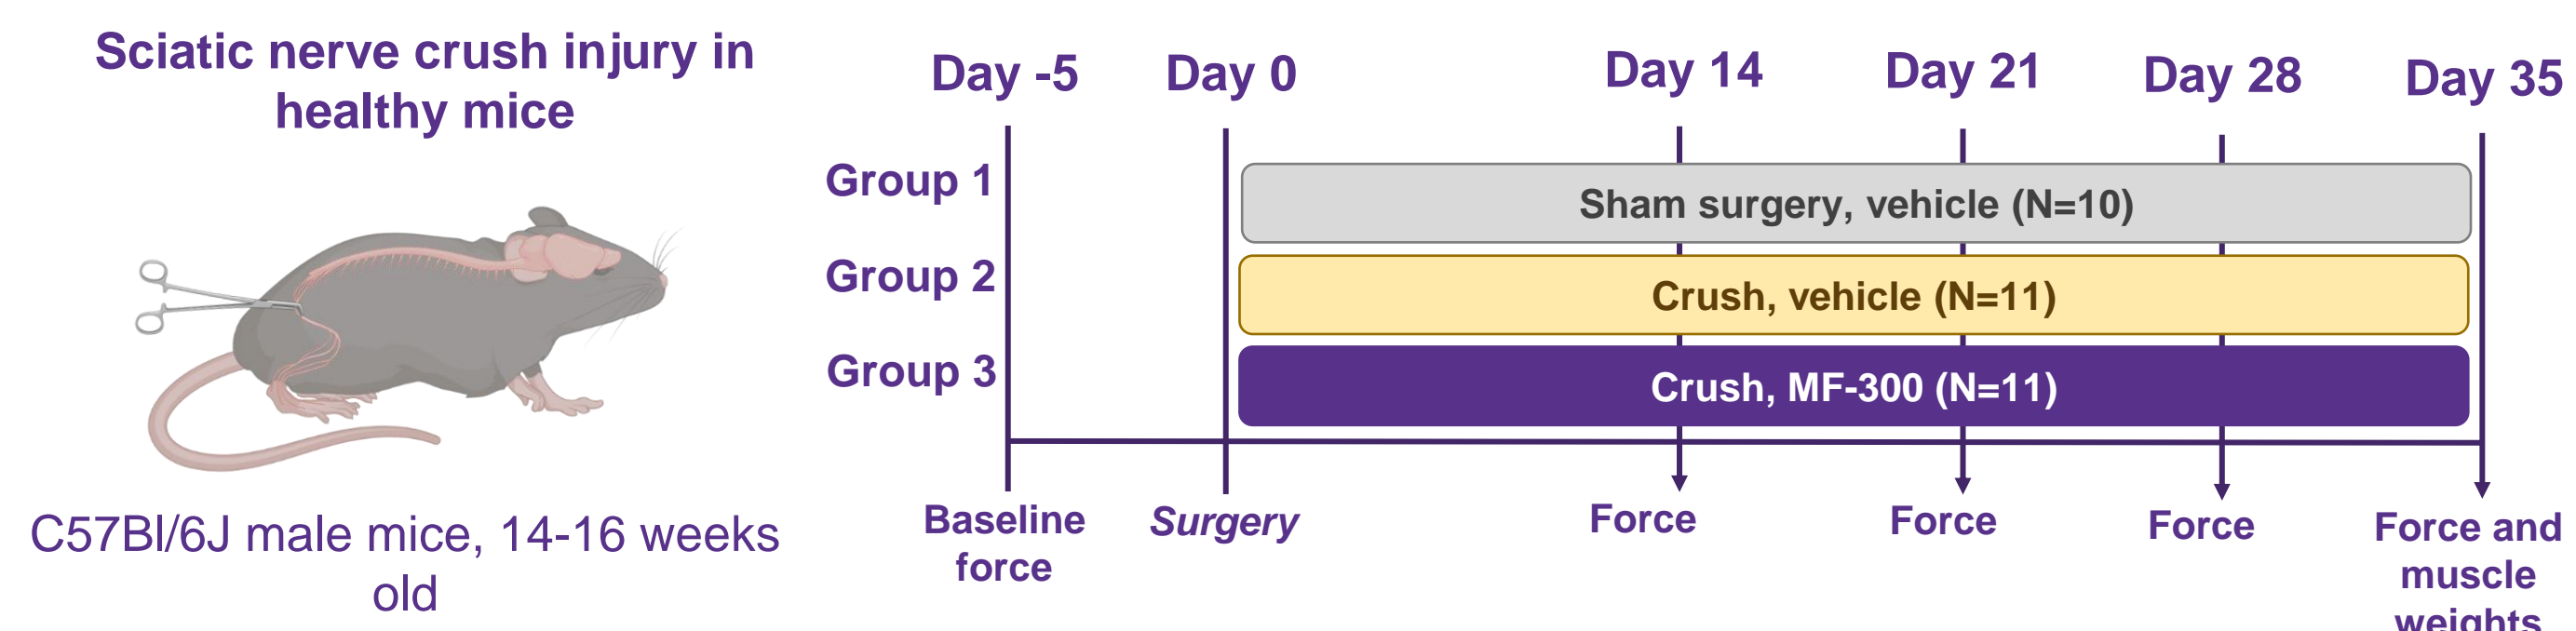 Sciatic nerve crush injury in
healthy mice
C57Bl/6J male mice, 14-16 weeks
old
Day -5
Day 0
Day 14
Day 21
Day 28
Day 35
Group 1
Sham surgery, vehicle (N=10)
Group 2
Crush, vehicle (N=11)
Group 3
Crush, MF-300 (N=11)
Baseline
force
Surgery
Force
Force
Force
Force and
muscle
weights